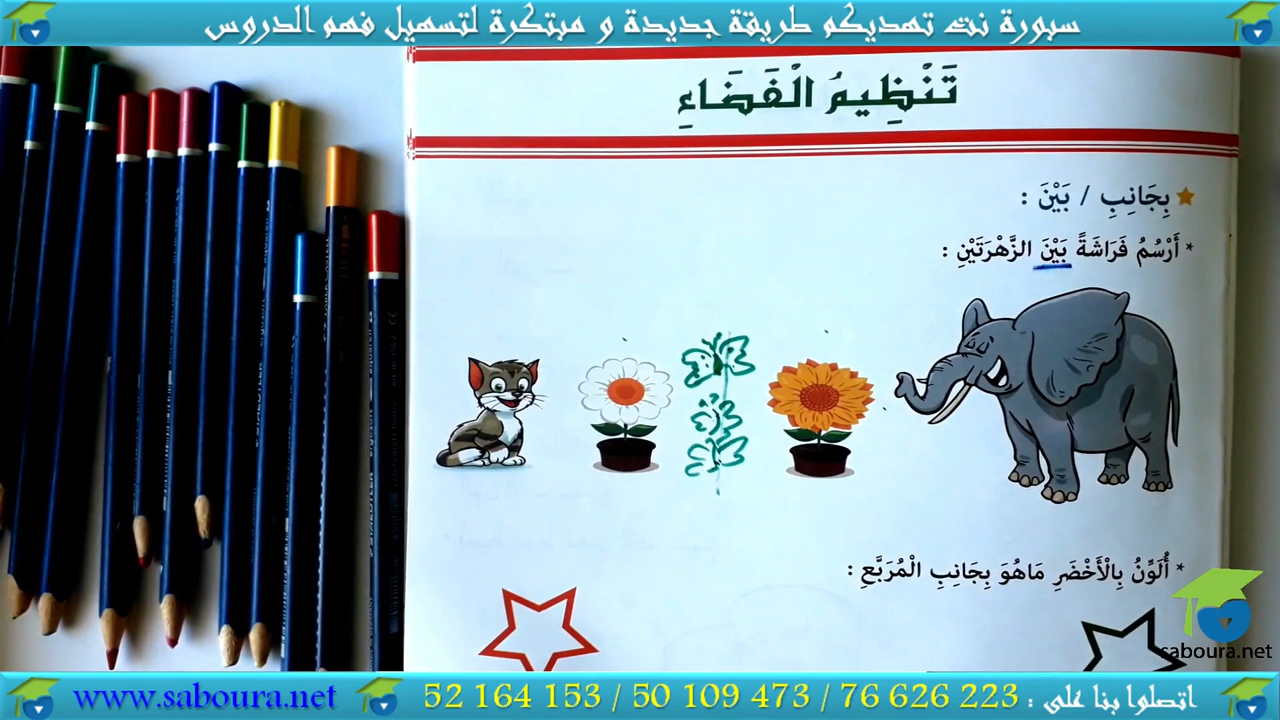 سبورة نت تهديكم طريقة جديدة و مبتكرة لتسهيل فهم الدروس
تَنْظِيمُ الْفَضَاءِ
بِجَانِبِ / بَيْنَ :
* أَرْسُمُ فَرَاشَةً بَيْنَ الزَّهْرَتَيْنِ :
* أُلَوِّنُ بِالْأَخْضَرِ مَاهُوَ بِجَانِبِ الْمُرَبَّعِ :
saboura.net
www.saboura.net
اتصلوا بنا على : 52 164 153 / 50 109 473 / 76 626 223